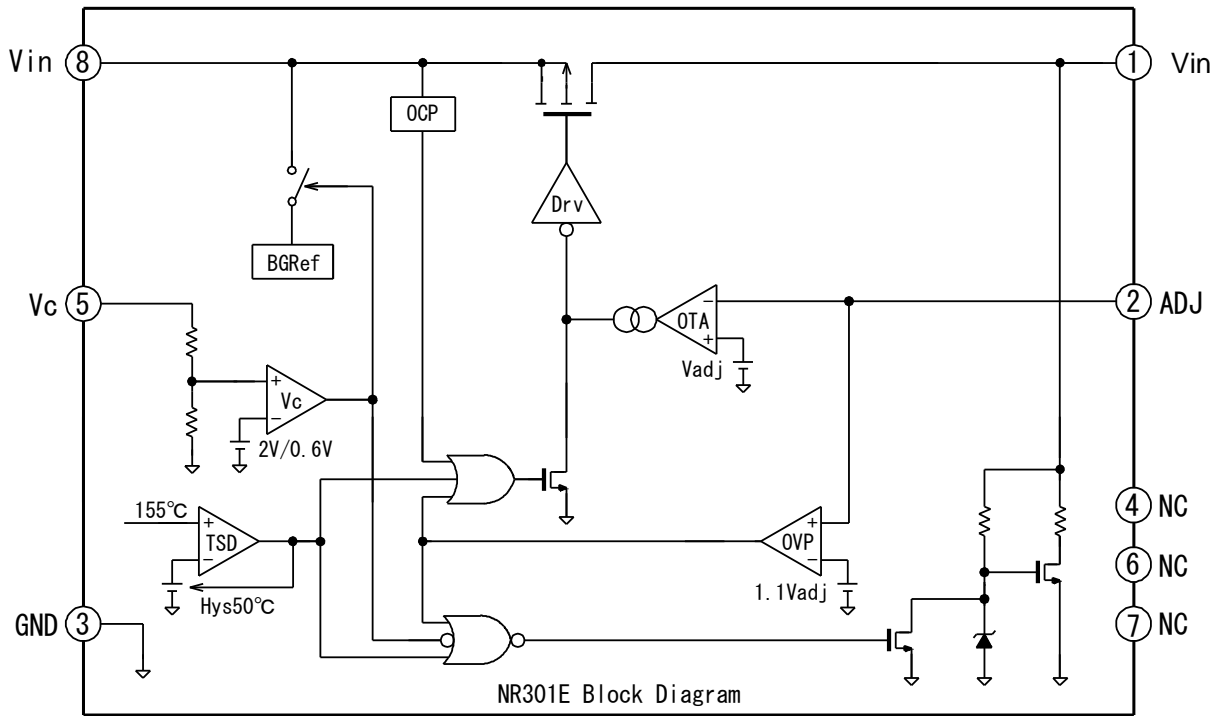 Vin 8
1 Vin
OCP
Drv
BGRef
Vc 5
2 ADJ
− OTA +
Vadj
+ Vc −
2V/0.6V
155℃
+ TSD −
Hys50℃
+ OVP −
1.1Vadj
4 NC
6 NC
7 NC
GND 3
NR301E Block Diagram